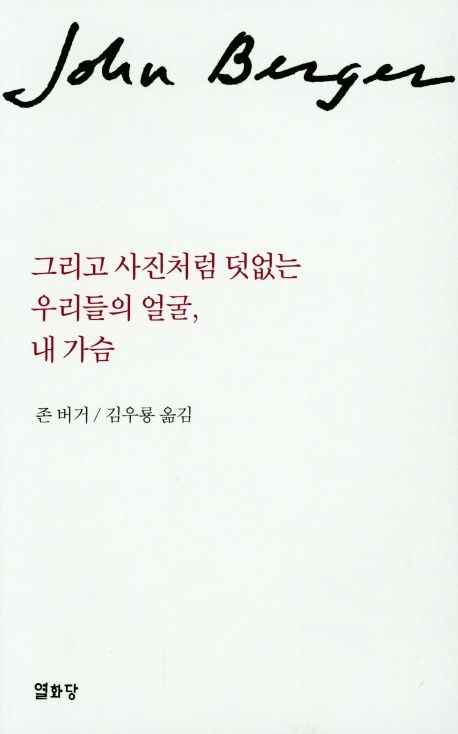 John Berger
그리고 사진처럼 덧없는
우리들의 얼굴,
내 가슴
존 버거 / 김우룡 옮김
열화당